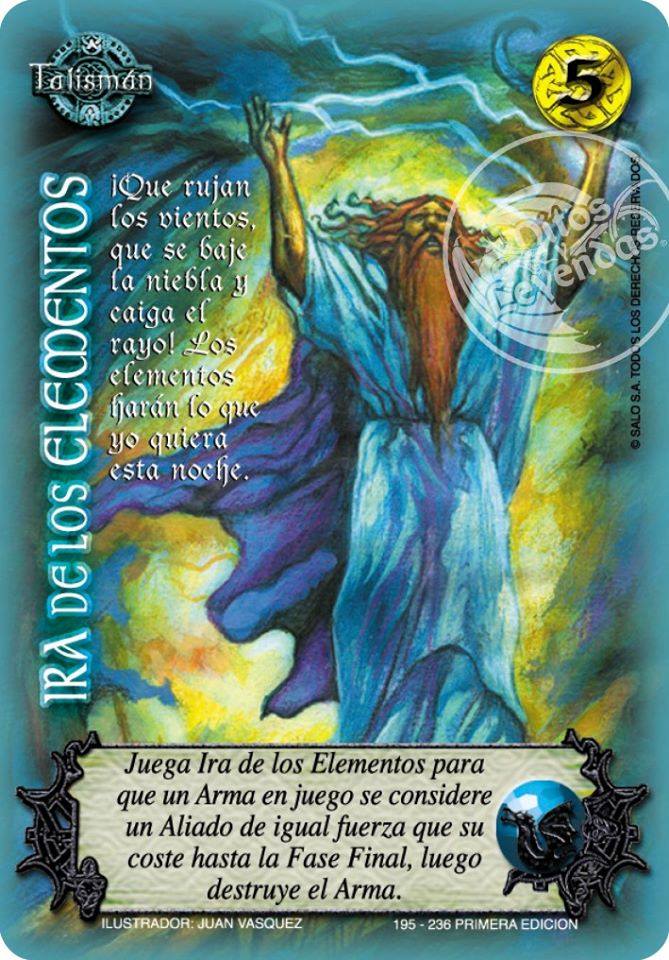 Talismán
5
IRA DE LOS ELEMENTOS
¡Que rujan
los vientos,
que se baje
la niebla y
caiga el
rayo! Los
elementos
harán lo que
yo quiera
esta noche.
Mitos
Leyendas
© SALO S.A. TODOS LOS DERECHOS RESERVADOS
Juega Ira de los Elementos para
que un Arma en juego se considere
un Aliado de igual fuerza que su
coste hasta la Fase Final, luego
destruye el Arma.
ILUSTRADOR: JUAN VASQUEZ
195 - 236 PRIMERA EDICION